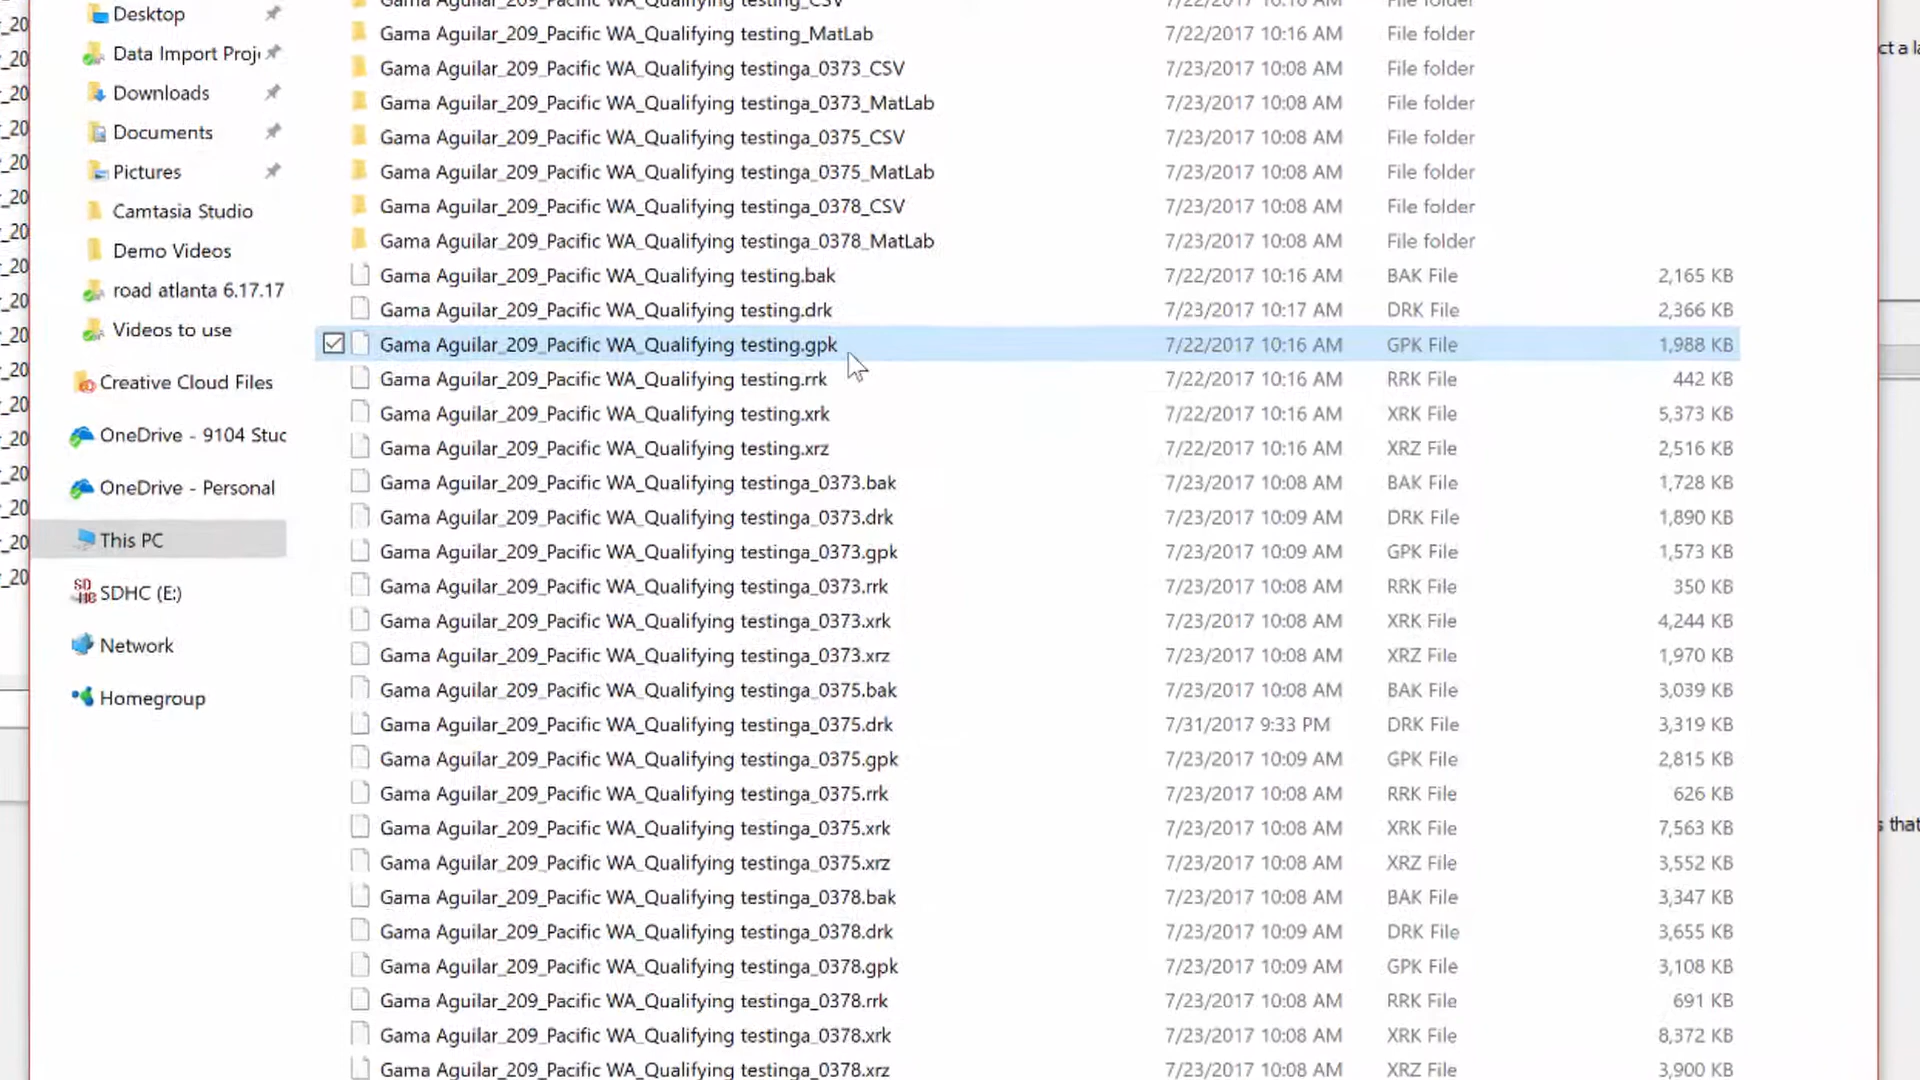 Desktop
Data Import Proj
Downloads
Documents
Pictures
Camtasia Studio
Demo Videos
road atlanta 6.17.17
Videos to use
Creative Cloud Files
OneDrive - 9104 Stuc
OneDrive - Personal
This PC
SDHC (E:)
Network
Homegroup
Gama Aguilar_209_Pacific WA_Qualifying testing_CSV 7/22/2017 10:16 AM File folder
Gama Aguilar_209_Pacific WA_Qualifying testing_MatLab 7/22/2017 10:16 AM File folder
Gama Aguilar_209_Pacific WA_Qualifying testinga_0373_CSV 7/23/2017 10:08 AM File folder
Gama Aguilar_209_Pacific WA_Qualifying testinga_0373_MatLab 7/23/2017 10:08 AM File folder
Gama Aguilar_209_Pacific WA_Qualifying testinga_0375_CSV 7/23/2017 10:08 AM File folder
Gama Aguilar_209_Pacific WA_Qualifying testinga_0375_MatLab 7/23/2017 10:08 AM File folder
Gama Aguilar_209_Pacific WA_Qualifying testinga_0378_CSV 7/23/2017 10:08 AM File folder
Gama Aguilar_209_Pacific WA_Qualifying testinga_0378_MatLab 7/23/2017 10:08 AM File folder
Gama Aguilar_209_Pacific WA_Qualifying testing.bak 7/22/2017 10:16 AM BAK File 2,165 KB
Gama Aguilar_209_Pacific WA_Qualifying testing.drk 7/23/2017 10:17 AM DRK File 2,366 KB
Gama Aguilar_209_Pacific WA_Qualifying testing.gpk 7/22/2017 10:16 AM GPK File 1,988 KB
Gama Aguilar_209_Pacific WA_Qualifying testing.rrk 7/22/2017 10:16 AM RRK File 442 KB
Gama Aguilar_209_Pacific WA_Qualifying testing.xrk 7/22/2017 10:16 AM XRK File 5,373 KB
Gama Aguilar_209_Pacific WA_Qualifying testing.xrz 7/22/2017 10:16 AM XRZ File 2,516 KB
Gama Aguilar_209_Pacific WA_Qualifying testinga_0373.bak 7/23/2017 10:08 AM BAK File 1,728 KB
Gama Aguilar_209_Pacific WA_Qualifying testinga_0373.drk 7/23/2017 10:09 AM DRK File 1,890 KB
Gama Aguilar_209_Pacific WA_Qualifying testinga_0373.gpk 7/23/2017 10:09 AM GPK File 1,573 KB
Gama Aguilar_209_Pacific WA_Qualifying testinga_0373.rrk 7/23/2017 10:08 AM RRK File 350 KB
Gama Aguilar_209_Pacific WA_Qualifying testinga_0373.xrk 7/23/2017 10:08 AM XRK File 4,244 KB
Gama Aguilar_209_Pacific WA_Qualifying testinga_0373.xrz 7/23/2017 10:08 AM XRZ File 1,970 KB
Gama Aguilar_209_Pacific WA_Qualifying testinga_0375.bak 7/23/2017 10:08 AM BAK File 3,039 KB
Gama Aguilar_209_Pacific WA_Qualifying testinga_0375.drk 7/31/2017 9:33 PM DRK File 3,319 KB
Gama Aguilar_209_Pacific WA_Qualifying testinga_0375.gpk 7/23/2017 10:09 AM GPK File 2,815 KB
Gama Aguilar_209_Pacific WA_Qualifying testinga_0375.rrk 7/23/2017 10:08 AM RRK File 626 KB
Gama Aguilar_209_Pacific WA_Qualifying testinga_0375.xrk 7/23/2017 10:08 AM XRK File 7,563 KB
Gama Aguilar_209_Pacific WA_Qualifying testinga_0375.xrz 7/23/2017 10:08 AM XRZ File 3,552 KB
Gama Aguilar_209_Pacific WA_Qualifying testinga_0378.bak 7/23/2017 10:08 AM BAK File 3,347 KB
Gama Aguilar_209_Pacific WA_Qualifying testinga_0378.drk 7/23/2017 10:09 AM DRK File 3,655 KB
Gama Aguilar_209_Pacific WA_Qualifying testinga_0378.gpk 7/23/2017 10:09 AM GPK File 3,108 KB
Gama Aguilar_209_Pacific WA_Qualifying testinga_0378.rrk 7/23/2017 10:08 AM RRK File 691 KB
Gama Aguilar_209_Pacific WA_Qualifying testinga_0378.xrk 7/23/2017 10:08 AM XRK File 8,372 KB
Gama Aguilar_209_Pacific WA_Qualifying testinga_0378.xrz 7/23/2017 10:08 AM XRZ File 3,900 KB